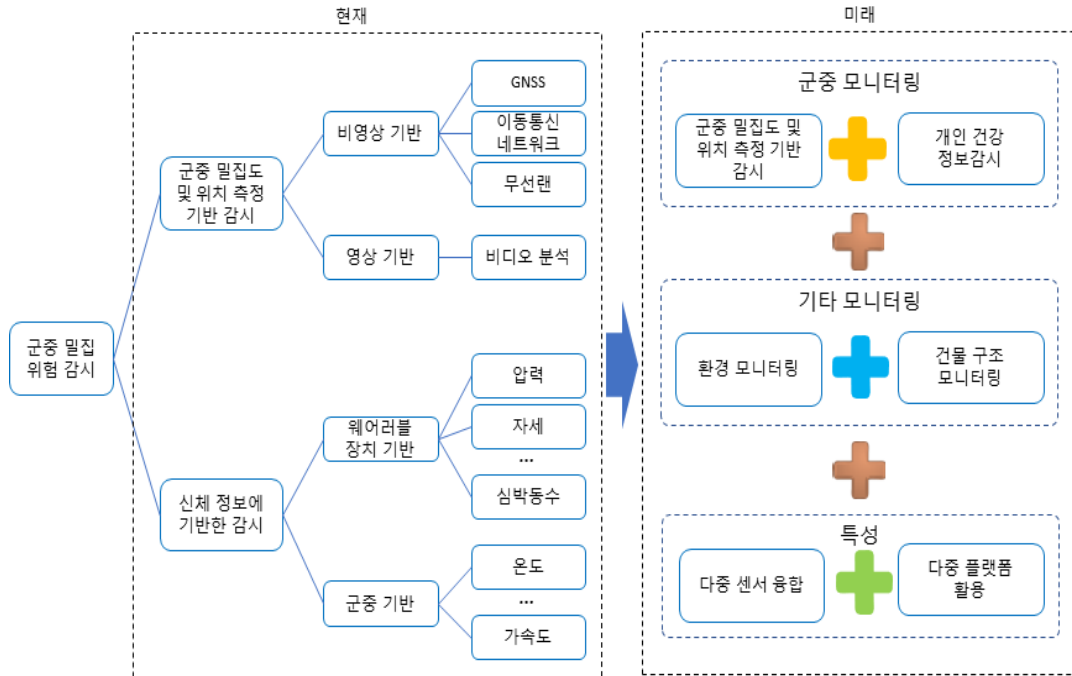 현재
미래
군중 밀집
위험 감시
군중 밀집도
및 위치 측정
기반 감시
비영상 기반
GNSS
이동통신
네트워크
무선랜
영상 기반
비디오 분석
신체 정보에
기반한 감시
웨어러블
장치 기반
압력
자세
...
심박동수
군중 기반
온도
...
가속도
군중 모니터링
군중 밀집도 및
위치 측정 기반
감시
개인 건강
정보감시
기타 모니터링
환경 모니터링
건물 구조
모니터링
특성
다중 센서 융합
다중 플랫폼
활용